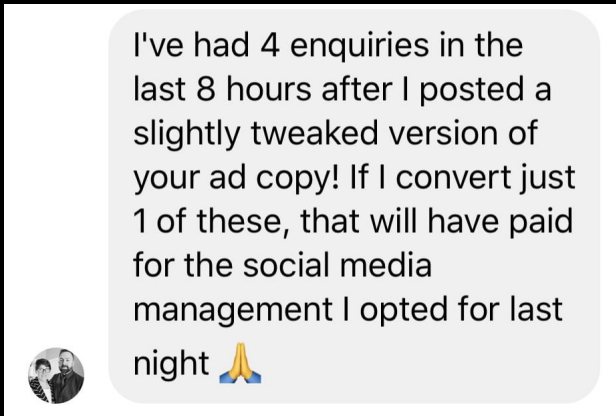 I've had 4 enquiries in the
last 8 hours after I posted a
slightly tweaked version of
your ad copy! If I convert just
1 of these, that will have paid
for the social media
management I opted for last
night 🙏